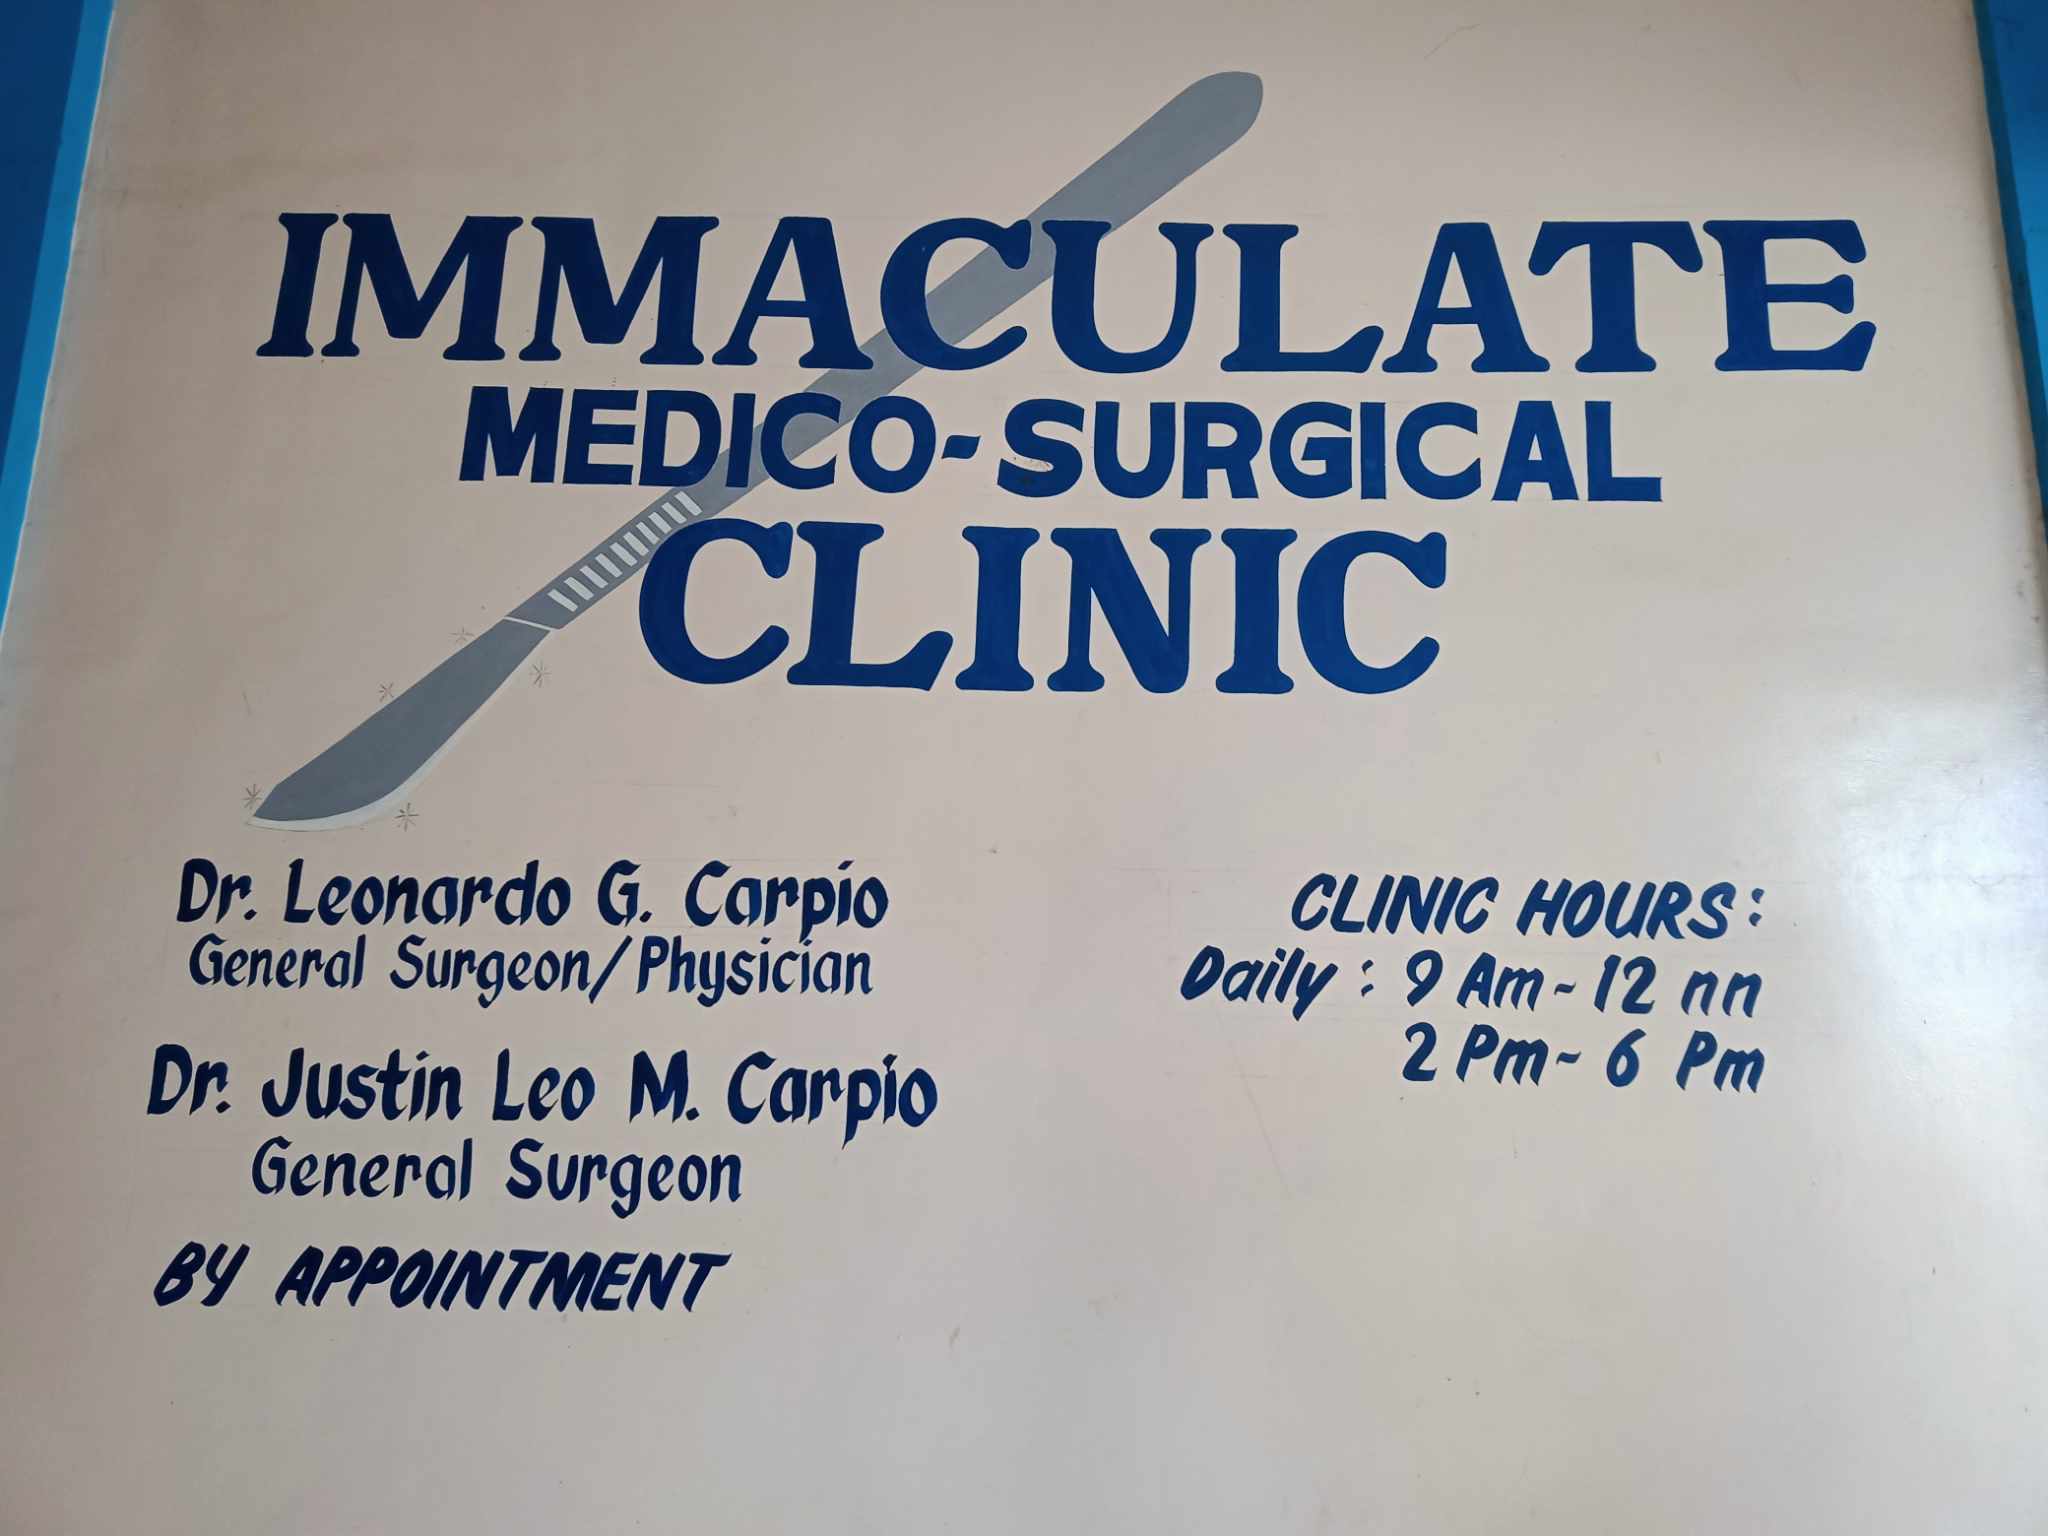 IMMACULATE
MEDICO-SURGICAL
CLINIC
Dr. Leonardo G. Carpio
General Surgeon/Physician
Dr. Justin Leo M. Carpio
General Surgeon
BY APPOINTMENT
CLINIC HOURS:
Daily: 9 Am - 12 nn
2 Pm - 6 Pm